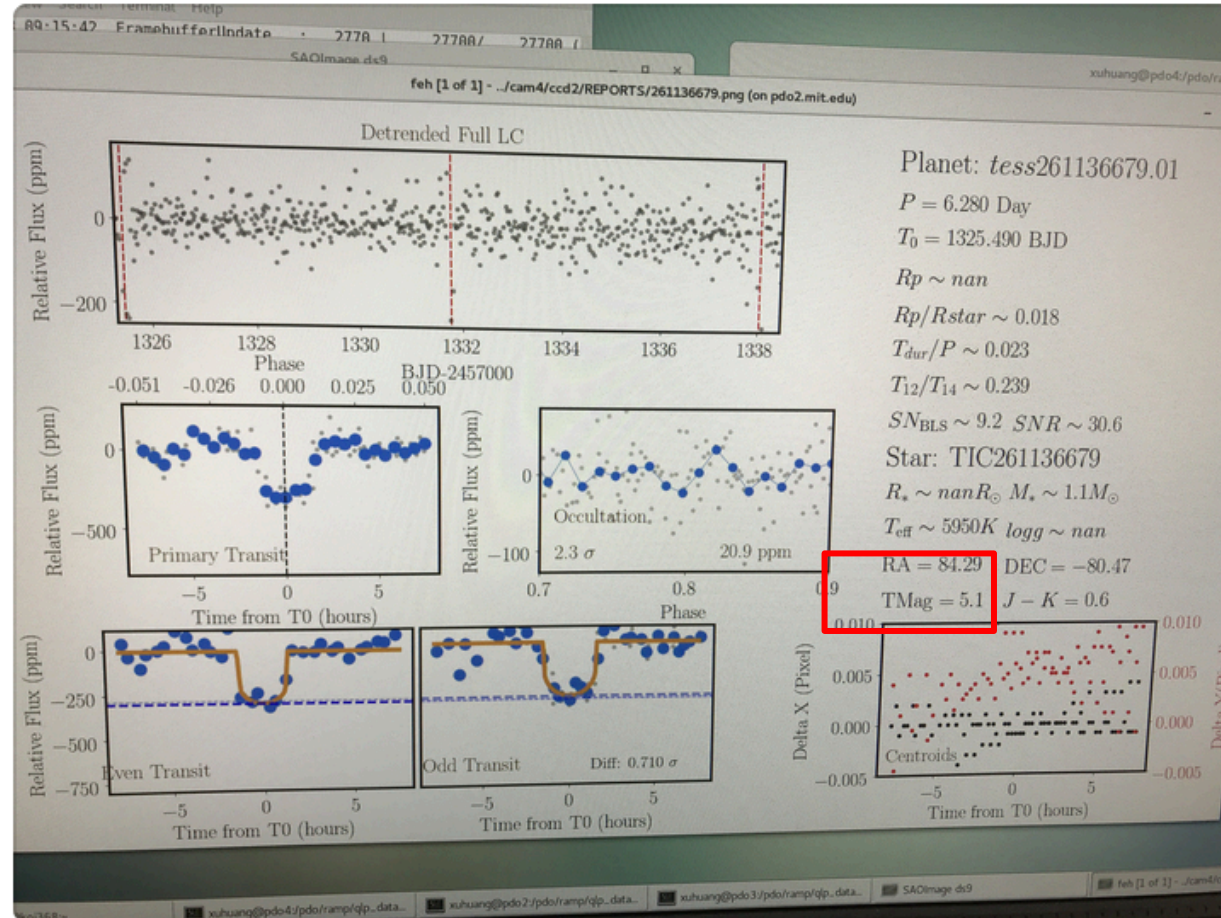 Search Terminal Help
09:15:42 FramebufferUpdate : 2770 | 27700/ 27700 (
SAOImage ds9
xuhuang@pdo4:/pdo/ra
feh [1 of 1] - ../cam4/ccd2/REPORTS/261136679.png (on pdo2.mit.edu)
Detrended Full LC
Relative Flux (ppm)
0
−200
1326 1328 1330 1332 1334 1336 1338
BJD-2457000
Planet: tess261136679.01
P = 6.280 Day
T0 = 1325.490 BJD
Rp ∼ nan
Rp/Rstar ∼ 0.018
Tdur/P ∼ 0.023
T12/T14 ∼ 0.239
SNBLS ∼ 9.2 SNR ∼ 30.6
Star: TIC261136679
R* ∼ nanR⊙ M* ∼ 1.1M⊙
Teff ∼ 5950K logg ∼ nan
RA = 84.29 DEC = −80.47
TMag = 5.1 J − K = 0.6
Phase
-0.051 -0.026 0.000 0.025 0.050
Relative Flux (ppm)
0
−500
Primary Transit
−5 0 5
Time from T0 (hours)
Relative Flux (ppm)
0
−100
Occultation
2.3 σ 20.9 ppm
0.7 0.8 0.9
Phase
Relative Flux (ppm)
0
−250
−500
−750
Even Transit
−5 0 5
Time from T0 (hours)
Odd Transit Diff: 0.710 σ
−5 0 5
Time from T0 (hours)
Delta X (Pixel)
0.010
0.005
0.000
−0.005
Centroids
0.010
0.005
0.000
−0.005
−5 0 5
Time from T0 (hours)
xuhuang@pdo4:/pdo/ramp/qlp_data...
xuhuang@pdo2:/pdo/ramp/qlp_data...
xuhuang@pdo3:/pdo/ramp/qlp_data...
SAOImage ds9
feh [1 of 1] - ../cam4/c